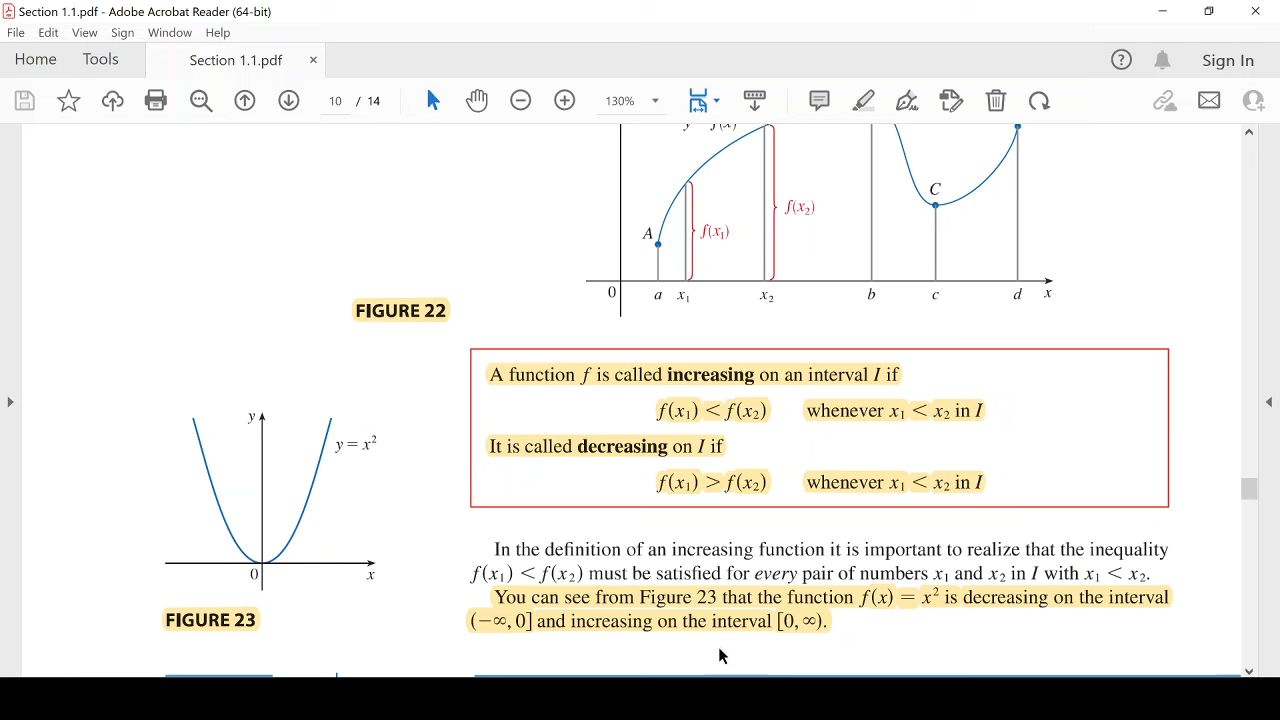 Section 1.1.pdf - Adobe Acrobat Reader (64-bit)
File Edit View Sign Window Help
Home Tools Section 1.1.pdf × Sign In
10 / 14 130%
y = f(x)
f(x₂)
C
A
f(x₁)
0 a x₁ x₂ b c d x
FIGURE 22
A function f is called increasing on an interval I if
f(x₁) < f(x₂) whenever x₁ < x₂ in I
It is called decreasing on I if
f(x₁) > f(x₂) whenever x₁ < x₂ in I
y
y = x²
0 x
FIGURE 23
In the definition of an increasing function it is important to realize that the inequality
f(x₁) < f(x₂) must be satisfied for every pair of numbers x₁ and x₂ in I with x₁ < x₂.
You can see from Figure 23 that the function f(x) = x² is decreasing on the interval
(−∞, 0] and increasing on the interval [0, ∞).